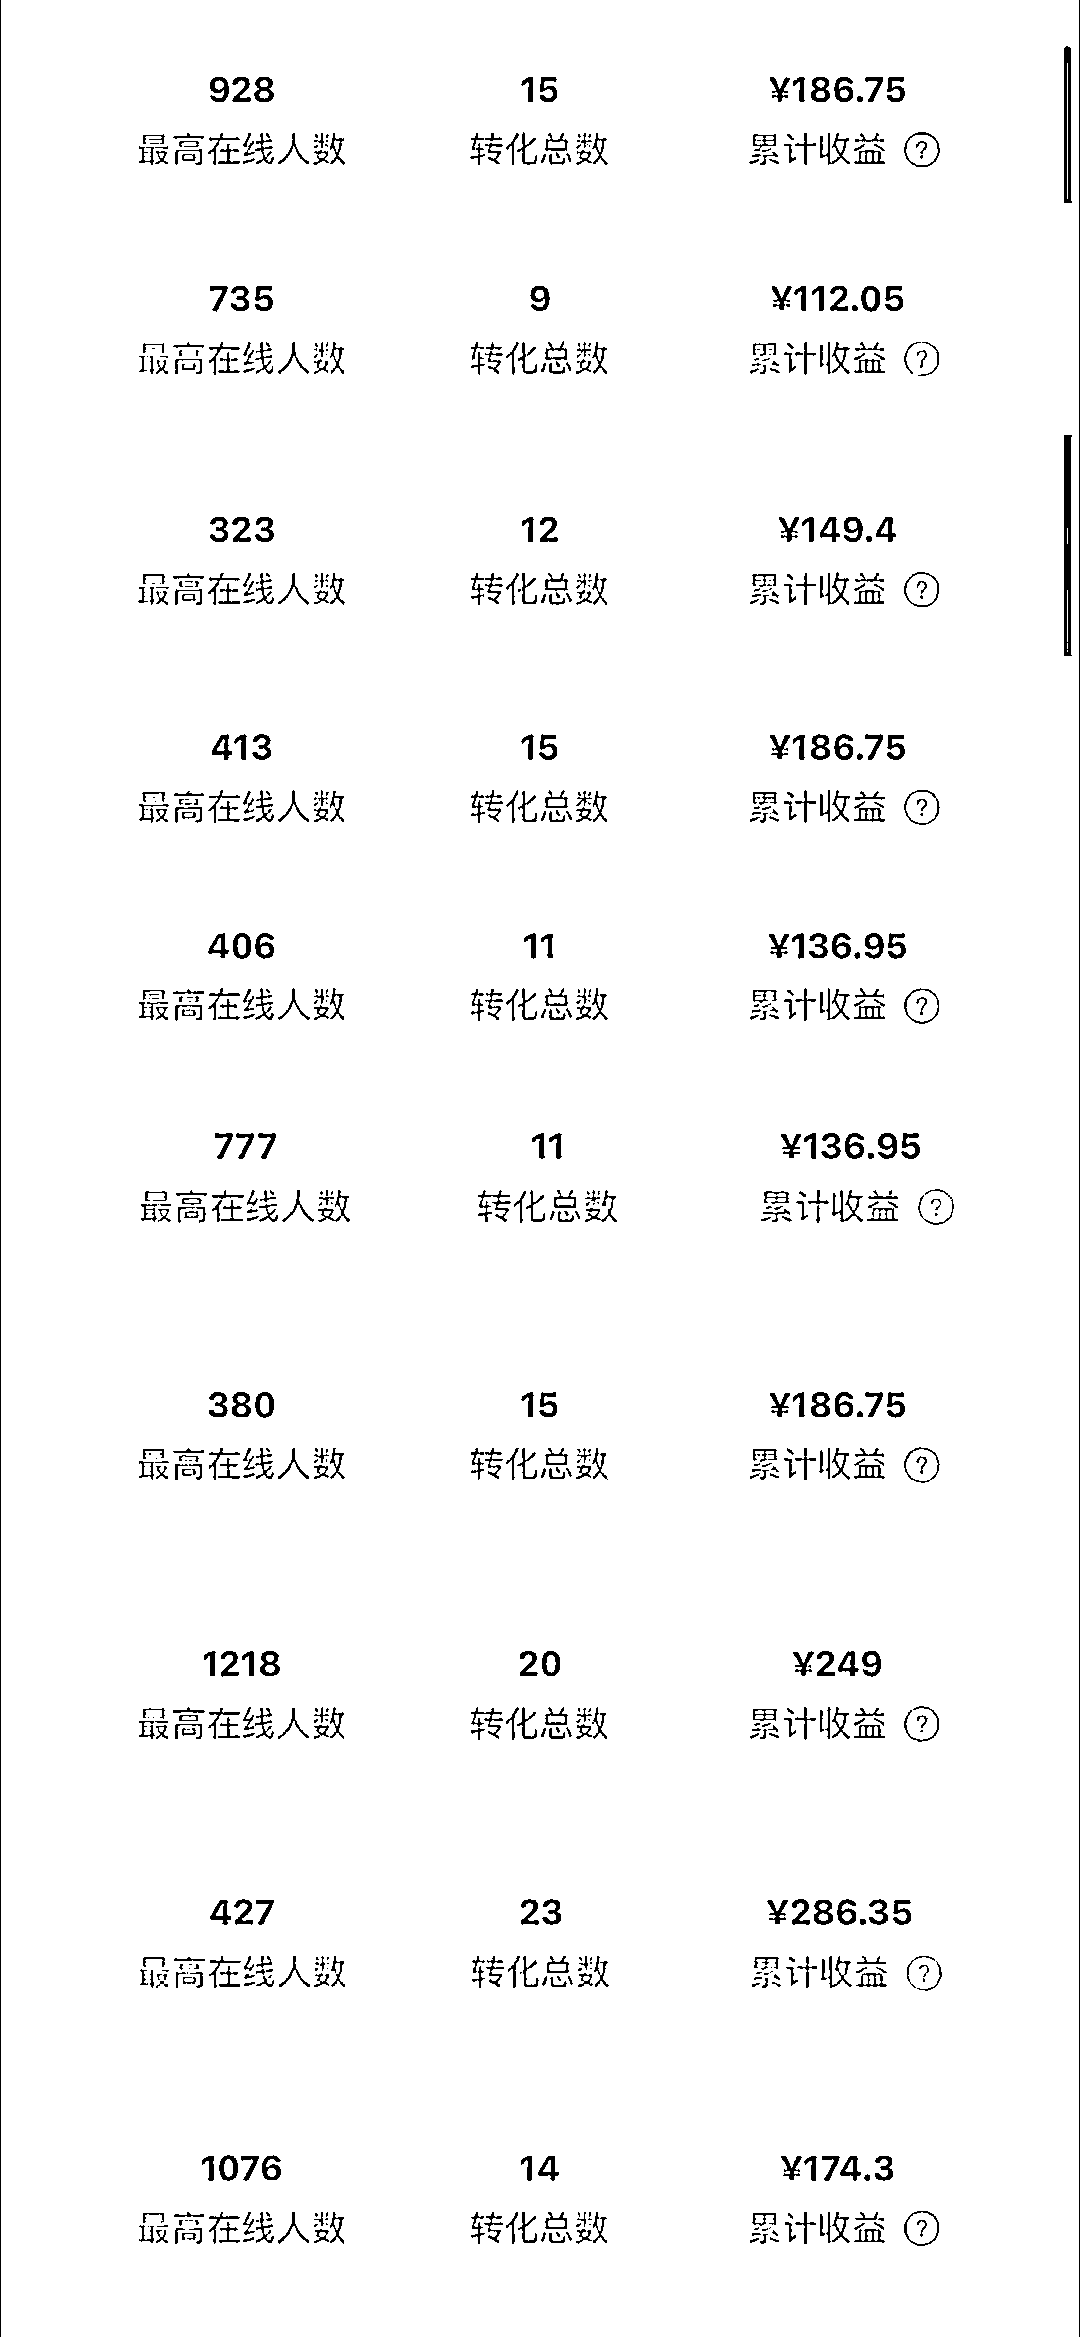 928 15 ¥186.75
最高在线人数 转化总数 累计收益 ?
735 9 ¥112.05
最高在线人数 转化总数 累计收益 ?
323 12 ¥149.4
最高在线人数 转化总数 累计收益 ?
413 15 ¥186.75
最高在线人数 转化总数 累计收益 ?
406 11 ¥136.95
最高在线人数 转化总数 累计收益 ?
777 11 ¥136.95
最高在线人数 转化总数 累计收益 ?
380 15 ¥186.75
最高在线人数 转化总数 累计收益 ?
1218 20 ¥249
最高在线人数 转化总数 累计收益 ?
427 23 ¥286.35
最高在线人数 转化总数 累计收益 ?
1076 14 ¥174.3
最高在线人数 转化总数 累计收益 ?